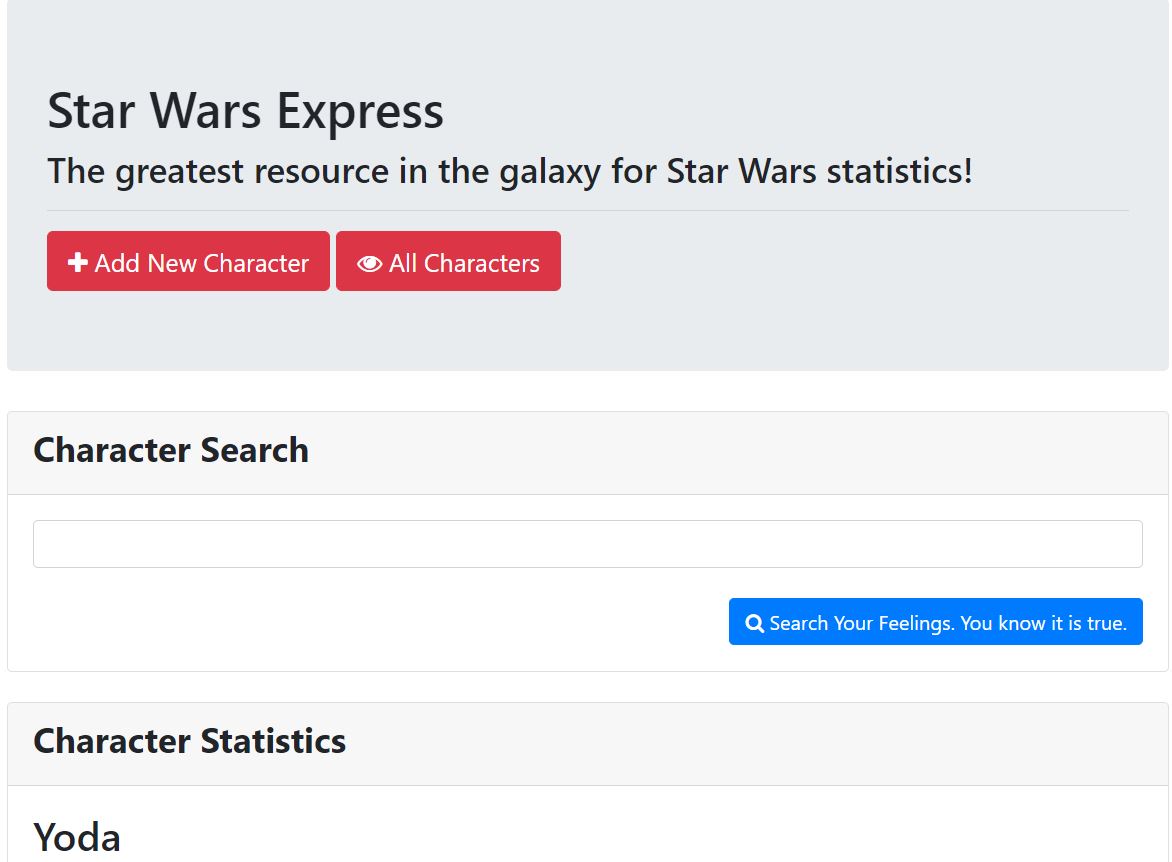 Star Wars Express
The greatest resource in the galaxy for Star Wars statistics!
Add New Character
All Characters
Character Search
Search Your Feelings. You know it is true.
Character Statistics
Yoda